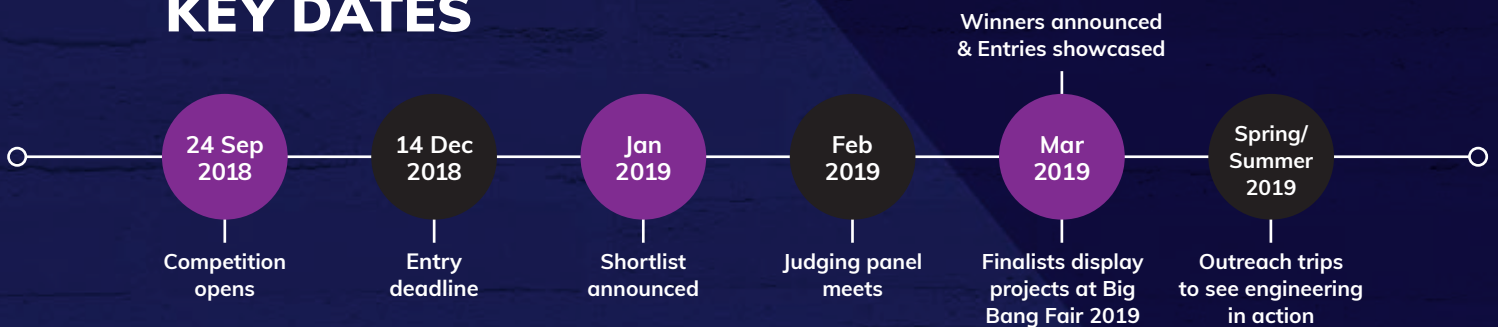 KEY DATES
Winners announced
& Entries showcased
24 Sep
2018
14 Dec
2018
Jan
2019
Feb
2019
Mar
2019
Spring/
Summer
2019
Competition
opens
Entry
deadline
Shortlist
announced
Judging panel
meets
Finalists display
projects at Big
Bang Fair 2019
Outreach trips
to see engineering
in action